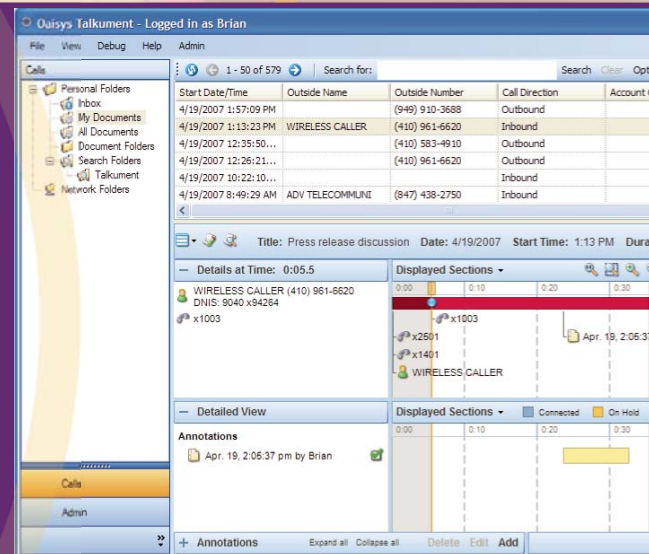 Oaisys Talkument - Logged in as Brian
File View Debug Help Admin
Calls
Personal Folders
Inbox
My Documents
All Documents
Document Folders
Search Folders
Talkument
Network Folders
Calls
Admin
1 - 50 of 579 Search for: Search Clear Opt
Start Date/Time Outside Name Outside Number Call Direction Account
4/19/2007 1:57:09 PM (949) 910-3688 Outbound
4/19/2007 1:13:23 PM WIRELESS CALLER (410) 961-6620 Inbound
4/19/2007 12:35:50... (410) 583-4910 Outbound
4/19/2007 12:26:21... (410) 961-6620 Outbound
4/19/2007 10:22:10... Inbound
4/19/2007 8:49:29 AM ADV TELECOMMUNI (847) 438-2750 Inbound
Title: Press release discussion Date: 4/19/2007 Start Time: 1:13 PM Dura
Details at Time: 0:05.5
WIRELESS CALLER (410) 961-6620
DNIS: 9040 x94264
x1003
Displayed Sections
0:00 0:10 0:20 0:30
x1003
x2501 Apr. 19, 2:05:37
x1401
WIRELESS CALLER
Detailed View
Annotations
Apr. 19, 2:05:37 pm by Brian
Displayed Sections Connected On Hold
0:00 0:10 0:20 0:30
+ Annotations Expand all Collapse all Delete Edit Add